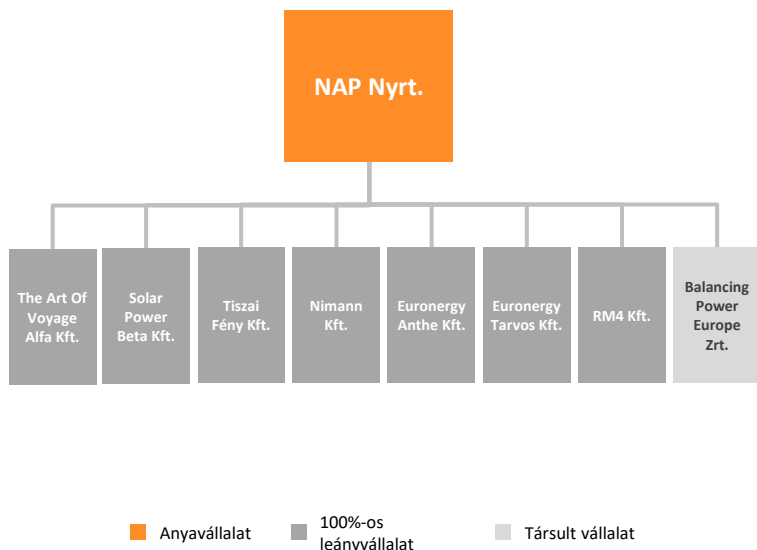 NAP Nyrt.
The Art Of
Voyage
Alfa Kft.
Solar
Power
Beta Kft.
Tiszai
Fény Kft.
Nimann
Kft.
Euronergy
Anthe Kft.
Euronergy
Tarvos Kft.
RM4 Kft.
Balancing
Power
Europe
Zrt.
Anyavállalat
100%-os
leányvállalat
Társult vállalat